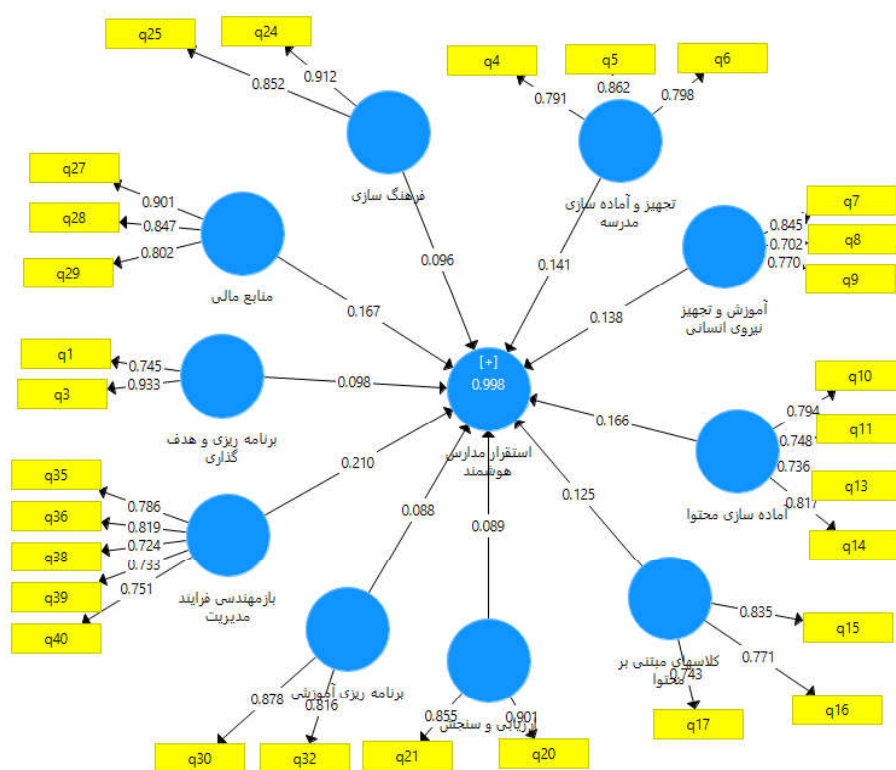 q25
q24
0.852
0.912
فرهنگ سازی
0.096
q4
q5
q6
0.791
0.862
0.798
تجهیز و آماده سازی
مدرسه
0.141
q27
q28
q29
0.901
0.847
0.802
منابع مالی
0.167
q7
q8
q9
0.845
0.702
0.770
آموزش و تجهیز
نیروی انسانی
0.138
q1
q3
0.745
0.933
برنامه ریزی و هدف
گذاری
0.098
[+]
0.998
استقرار مدارس
هوشمند
q10
q11
q13
q14
0.794
0.748
0.736
0.817
آماده سازی محتوا
0.166
q35
q36
q38
q39
q40
0.786
0.819
0.724
0.733
0.751
بازمهندسی فرایند
مدیریت
0.210
0.088
برنامه ریزی آموزشی
0.878
0.816
q30
q32
0.089
ارزیابی و سنجش
0.855
0.901
q21
q20
0.125
کلاسهای مبتنی بر
محتوا
0.835
0.771
0.743
q15
q16
q17